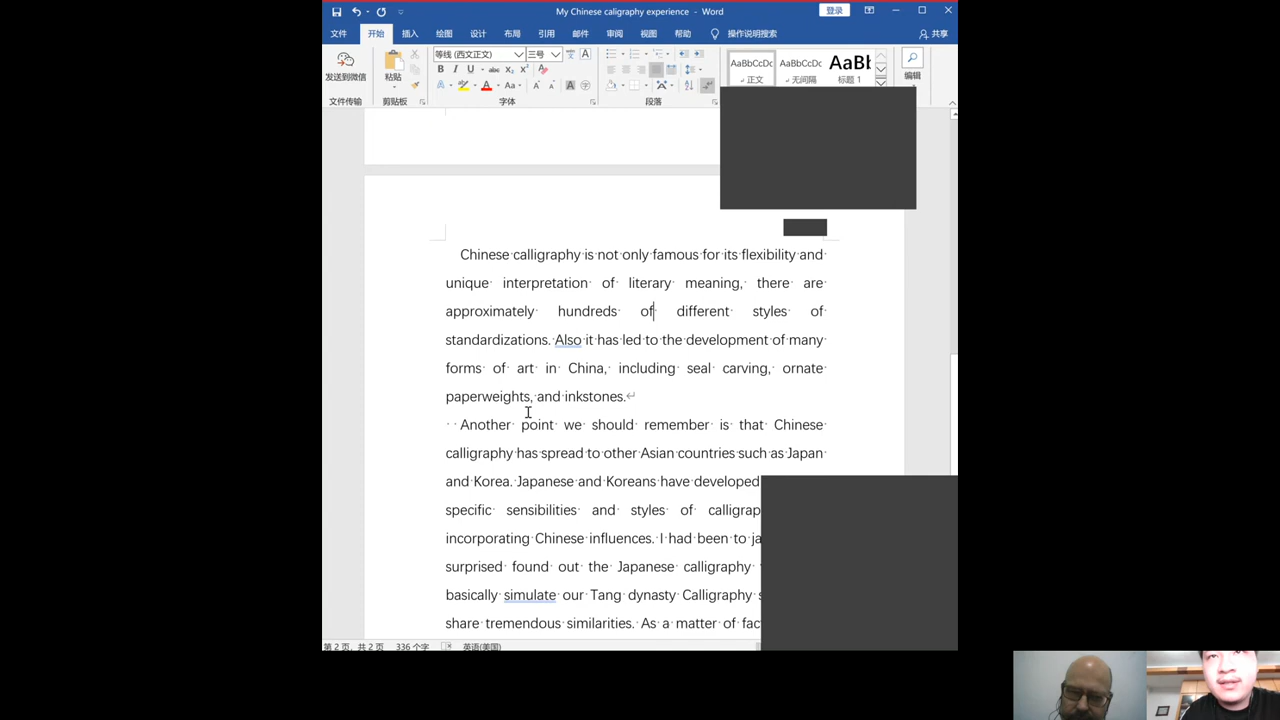 My Chinese caligraphy experience - Word
登录
文件 开始 插入 绘图 设计 布局 引用 邮件 审阅 视图 帮助 操作说明搜索 共享
等线 (西文正文) 三号
AaBbCcDc AaBbCcDc AaBb
发送到微信 粘贴 正文 无间隔 标题 1 编辑
文件传输 剪贴板 字体 段落
Chinese calligraphy is not only famous for its flexibility and
unique interpretation of literary meaning, there are
approximately hundreds of different styles of
standardizations. Also it has led to the development of many
forms of art in China, including seal carving, ornate
paperweights, and inkstones.
Another point we should remember is that Chinese
calligraphy has spread to other Asian countries such as Japan
and Korea. Japanese and Koreans have developed
specific sensibilities and styles of calligrap
incorporating Chinese influences. I had been to ja
surprised found out the Japanese calligraphy
basically simulate our Tang dynasty Calligraphy s
share tremendous similarities. As a matter of fac
第 2 页，共 2 页 336 个字 英语(美国)